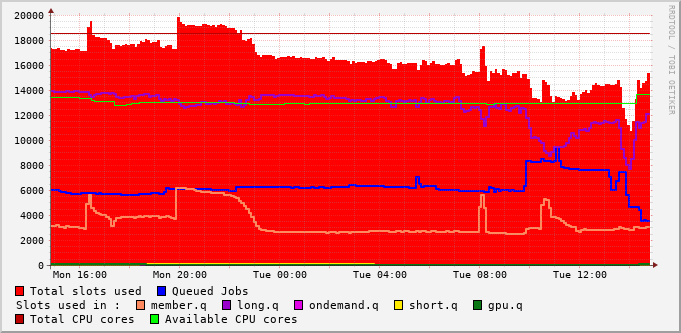 20000
18000
16000
14000
12000
10000
8000
6000
4000
2000
0
Mon 16:00 Mon 20:00 Tue 00:00 Tue 04:00 Tue 08:00 Tue 12:00
Total slots used Queued Jobs
Slots used in : member.q long.q ondemand.q short.q gpu.q
Total CPU cores Available CPU cores
RRDTOOL / TOBI OETIKER